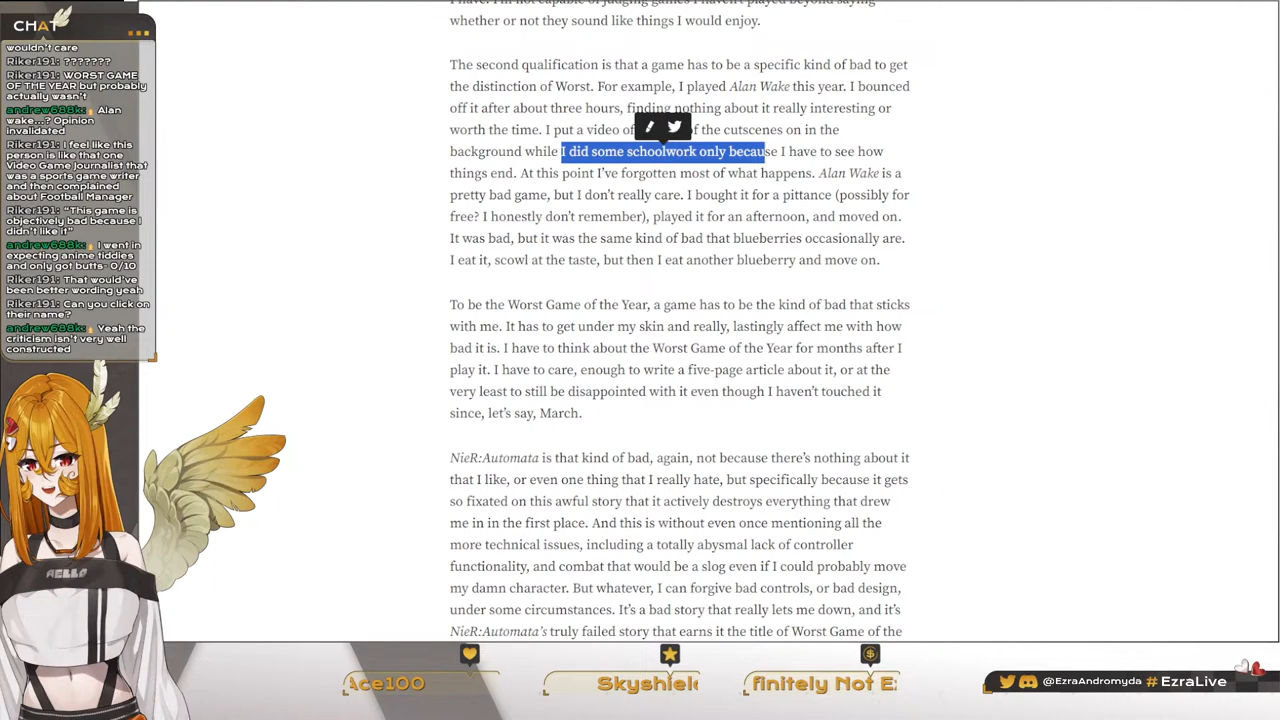 CHAT
wouldn't care
Riker191: ???????
Riker191: WORST GAME
OF THE YEAR but probably
actually wasn't
andrew688k: Alan
wake...? Opinion
invalidated
Riker191: I feel like this
person is like that one
Video Game Journalist that
was a sports game writer
and then complained
about Football Manager
Riker191: "This game is
objectively bad because I
didn't like it"
andrew688k: I went in
expecting anime tiddies
and only got butts- 0/10
Riker191: That would've
been better wording yeah
Riker191: Can you click on
their name?
andrew688k: Yeah the
criticism isn't very well
constructed
whether or not they sound like things I would enjoy.
The second qualification is that a game has to be a specific kind of bad to get
the distinction of Worst. For example, I played Alan Wake this year. I bounced
off it after about three hours, finding nothing about it really interesting or
worth the time. I put a video of of the cutscenes on in the
background while I did some schoolwork only because I have to see how
things end. At this point I've forgotten most of what happens. Alan Wake is a
pretty bad game, but I don't really care. I bought it for a pittance (possibly for
free? I honestly don't remember), played it for an afternoon, and moved on.
It was bad, but it was the same kind of bad that blueberries occasionally are.
I eat it, scowl at the taste, but then I eat another blueberry and move on.
To be the Worst Game of the Year, a game has to be the kind of bad that sticks
with me. It has to get under my skin and really, lastingly affect me with how
bad it is. I have to think about the Worst Game of the Year for months after I
play it. I have to care, enough to write a five-page article about it, or at the
very least to still be disappointed with it even though I haven't touched it
since, let's say, March.
NieR:Automata is that kind of bad, again, not because there's nothing about it
that I like, or even one thing that I really hate, but specifically because it gets
so fixated on this awful story that it actively destroys everything that drew
me in in the first place. And this is without even once mentioning all the
more technical issues, including a totally abysmal lack of controller
functionality, and combat that would be a slog even if I could probably move
my damn character. But whatever, I can forgive bad controls, or bad design,
under some circumstances. It's a bad story that really lets me down, and it's
NieR:Automata's truly failed story that earns it the title of Worst Game of the
HELLO
Ace100
Skyshiel
finitely Not E
@EzraAndromyda # EzraLive